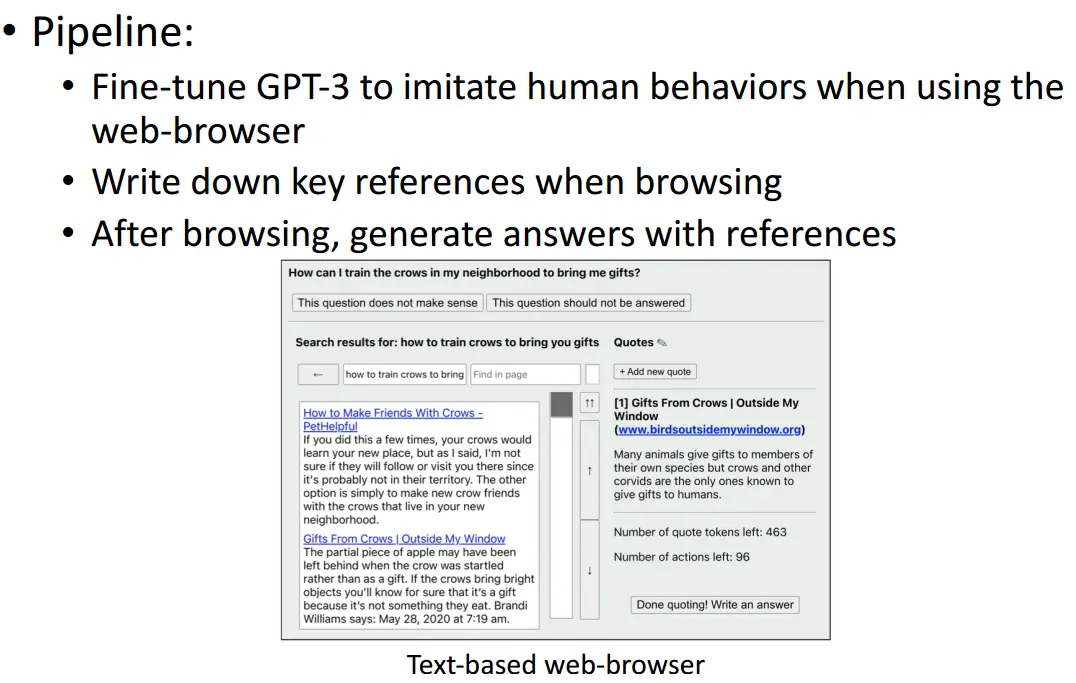 • Pipeline:
• Fine-tune GPT-3 to imitate human behaviors when using the
web-browser
• Write down key references when browsing
• After browsing, generate answers with references
How can I train the crows in my neighborhood to bring me gifts?
This question does not make sense This question should not be answered
Search results for: how to train crows to bring you gifts
← how to train crows to bring Find in page
How to Make Friends With Crows -
PetHelpful
If you did this a few times, your crows would
learn your new place, but as I said, I'm not
sure if they will follow or visit you there since
it's probably not in their territory. The other
option is simply to make new crow friends
with the crows that live in your new
neighborhood.
Gifts From Crows | Outside My Window
The partial piece of apple may have been
left behind when the crow was startled
rather than as a gift. If the crows bring bright
objects you'll know for sure that it's a gift
because it's not something they eat. Brandi
Williams says: May 28, 2020 at 7:19 am.
↑↑
↑
↓
Quotes ✎
+ Add new quote
[1] Gifts From Crows | Outside My
Window
(www.birdsoutsidemywindow.org)
Many animals give gifts to members of
their own species but crows and other
corvids are the only ones known to
give gifts to humans.
Number of quote tokens left: 463
Number of actions left: 96
Done quoting! Write an answer
Text-based web-browser